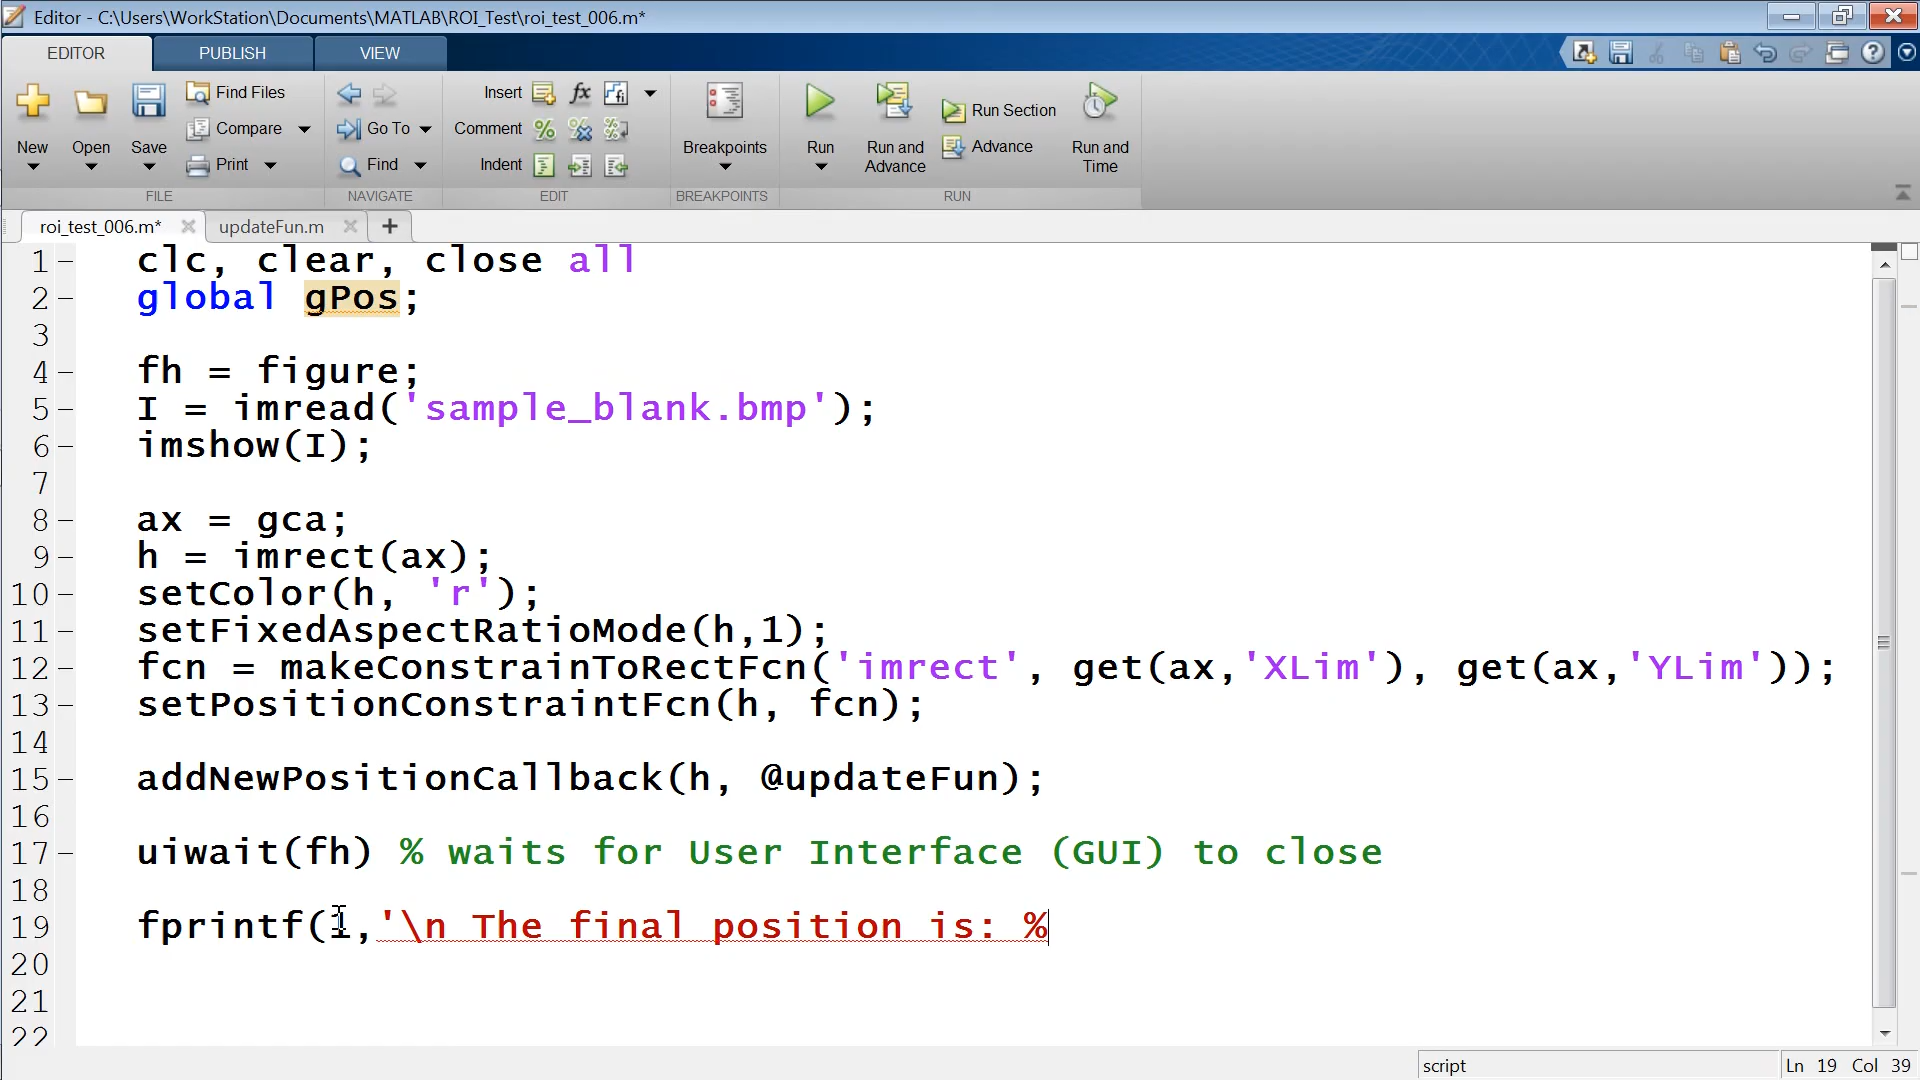 Editor - C:\Users\WorkStation\Documents\MATLAB\ROI_Test\roi_test_006.m*
EDITOR PUBLISH VIEW
New Open Save Find Files Compare Print
FILE
Go To Find
NAVIGATE
Insert fx
Comment
Indent
EDIT
Breakpoints
BREAKPOINTS
Run Run and Advance Run Section Advance Run and Time
RUN
roi_test_006.m* updateFun.m
1 clc, clear, close all
2 global gPos;
3
4 fh = figure;
5 I = imread('sample_blank.bmp');
6 imshow(I);
7
8 ax = gca;
9 h = imrect(ax);
10 setColor(h, 'r');
11 setFixedAspectRatioMode(h,1);
12 fcn = makeConstrainToRectFcn('imrect', get(ax,'XLim'), get(ax,'YLim'));
13 setPositionConstraintFcn(h, fcn);
14
15 addNewPositionCallback(h, @updateFun);
16
17 uiwait(fh) % waits for User Interface (GUI) to close
18
19 fprintf(1,'\n The final position is: %
20
21
22
script Ln 19 Col 39